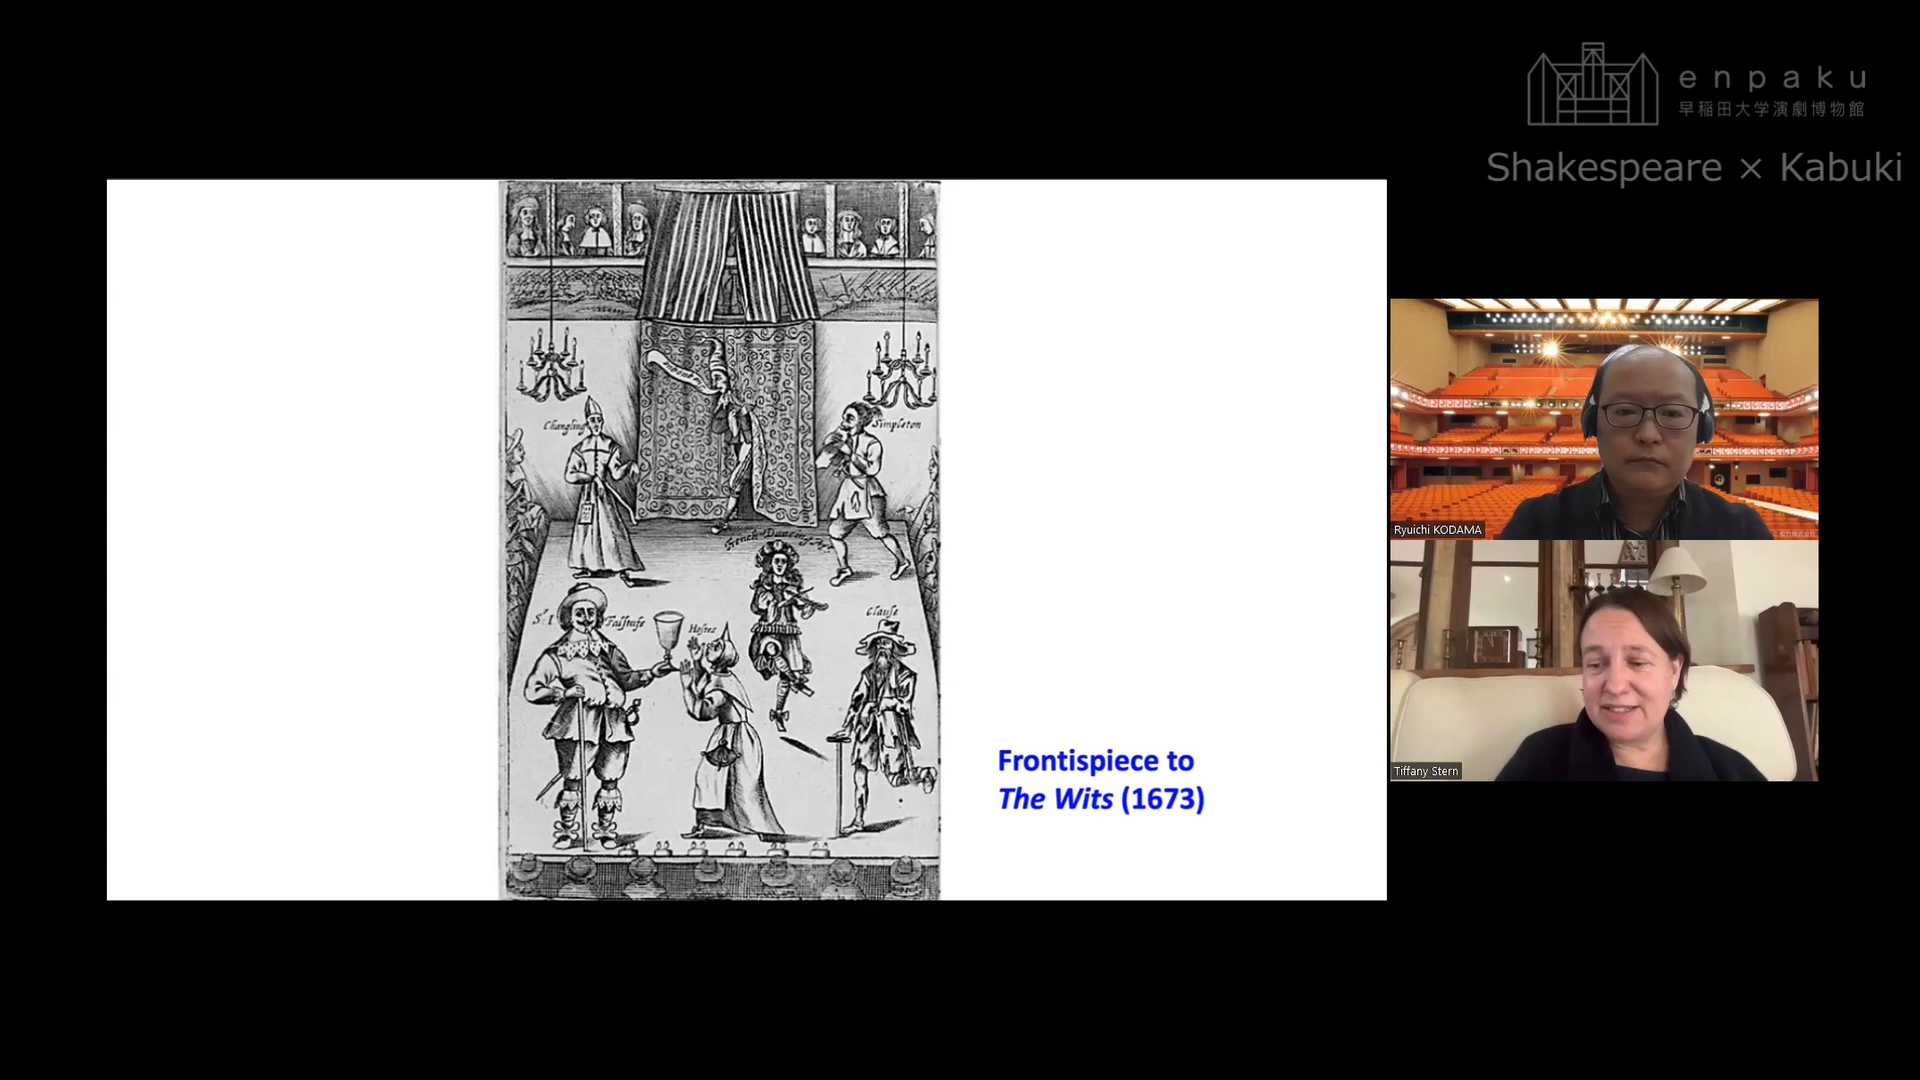 enpaku
早稲田大学演劇博物館
Shakespeare × Kabuki
Changling
Simpleton
French Dancing
Sr I Falstafe
Hostes
Clause
Frontispiece to
The Wits (1673)
Ryuichi KODAMA
Tiffany Stern